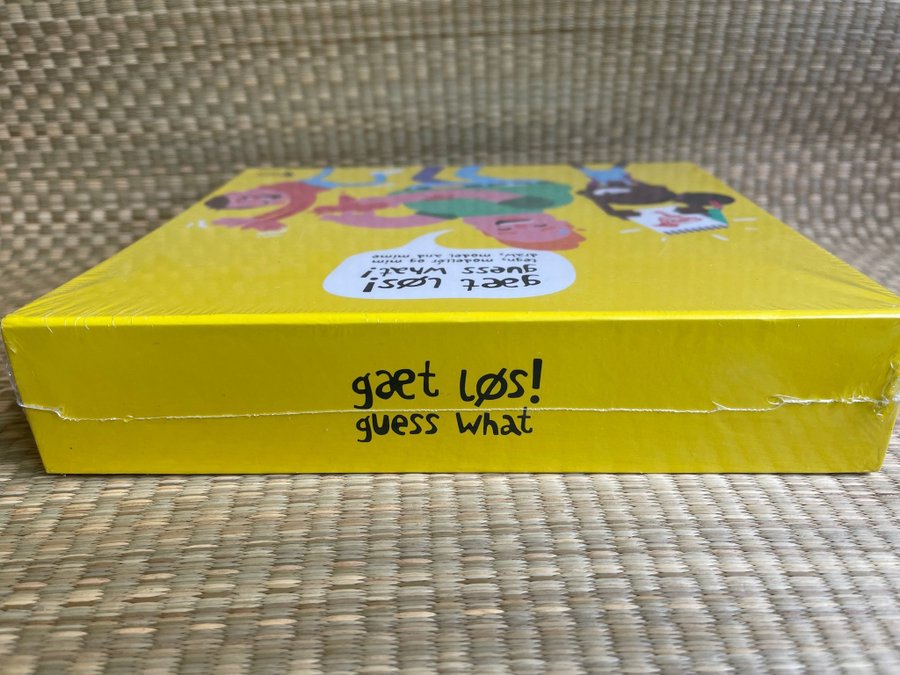 gæt løs!
guess what!
tegn, modellér og mim
draw, model and mime
gæt løs!
guess what